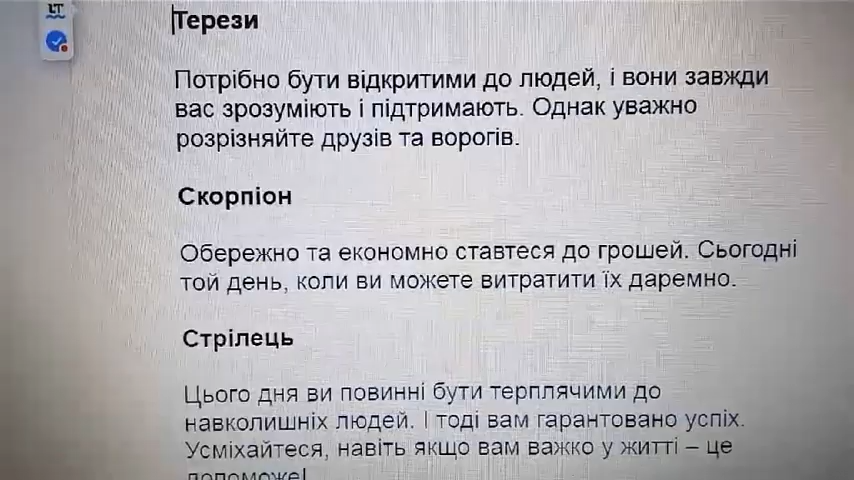 LT
Терези
Потрібно бути відкритими до людей, і вони завжди
вас зрозуміють і підтримають. Однак уважно
розрізняйте друзів та ворогів.
Скорпіон
Обережно та економно ставтеся до грошей. Сьогодні
той день, коли ви можете витратити їх даремно.
Стрілець
Цього дня ви повинні бути терплячими до
навколишніх людей. І тоді вам гарантовано успіх.
Усміхайтеся, навіть якщо вам важко у житті – це
допоможе!